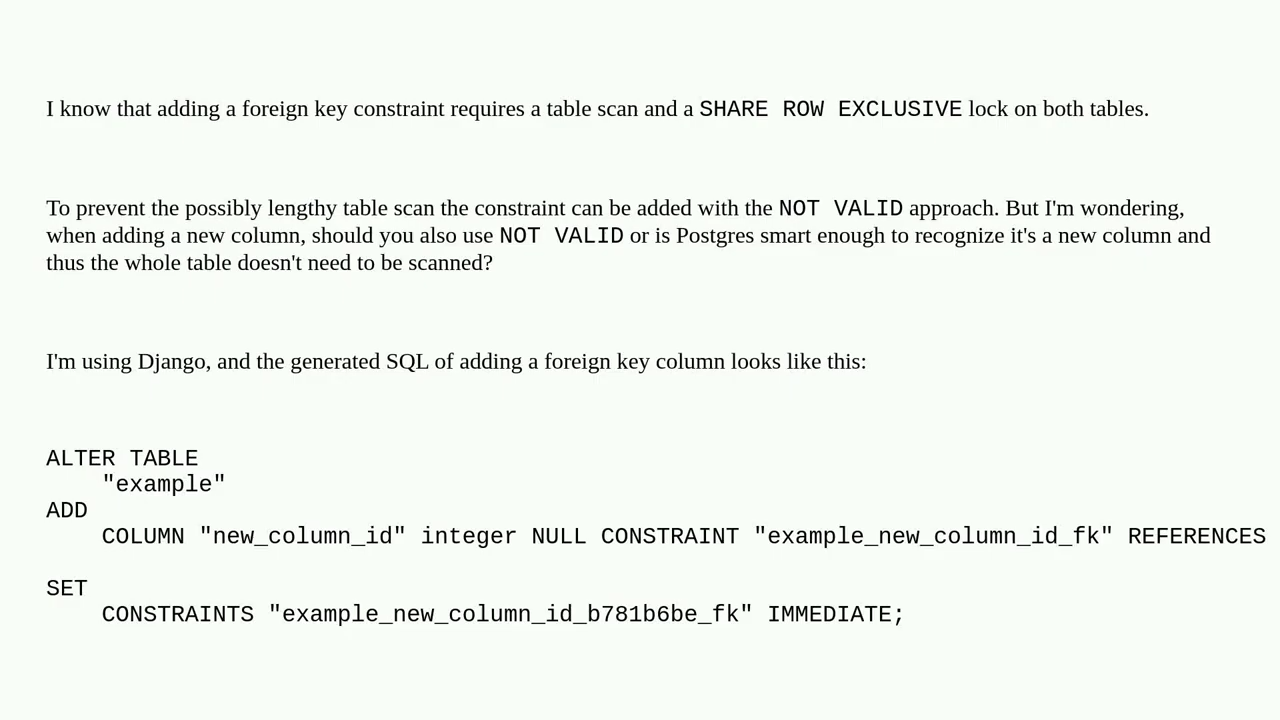 I know that adding a foreign key constraint requires a table scan and a SHARE ROW EXCLUSIVE lock on both tables.
To prevent the possibly lengthy table scan the constraint can be added with the NOT VALID approach. But I'm wondering,
when adding a new column, should you also use NOT VALID or is Postgres smart enough to recognize it's a new column and
thus the whole table doesn't need to be scanned?
I'm using Django, and the generated SQL of adding a foreign key column looks like this:
ALTER TABLE
    "example"
ADD
    COLUMN "new_column_id" integer NULL CONSTRAINT "example_new_column_id_fk" REFERENCES
SET
    CONSTRAINTS "example_new_column_id_b781b6be_fk" IMMEDIATE;